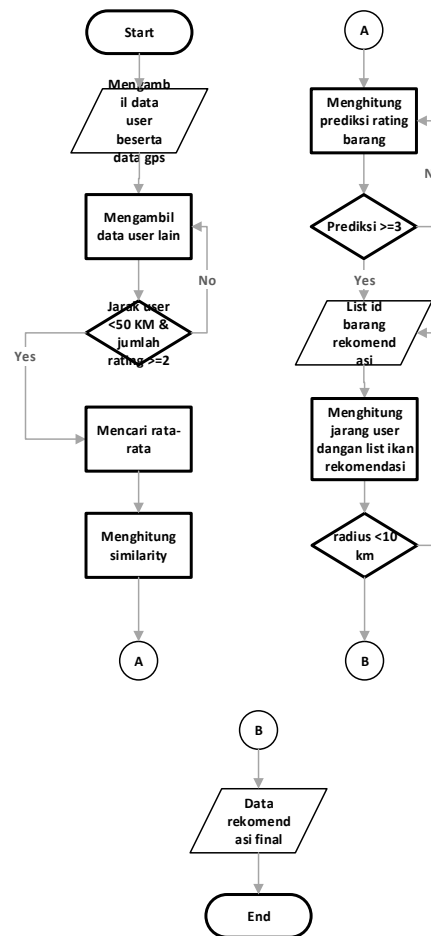 Start
Mengamb
il data
user
beserta
data gps
Mengambil
data user lain
No
Jarak user
<50 KM &
jumlah
rating >=2
Yes
Mencari rata-
rata
Menghitung
similarity
A
A
Menghitung
prediksi rating
barang
N
Prediksi >=3
Yes
List id
barang
rekomend
asi
Menghitung
jarang user
dangan list ikan
rekomendasi
radius <10
km
B
B
Data
rekomend
asi final
End